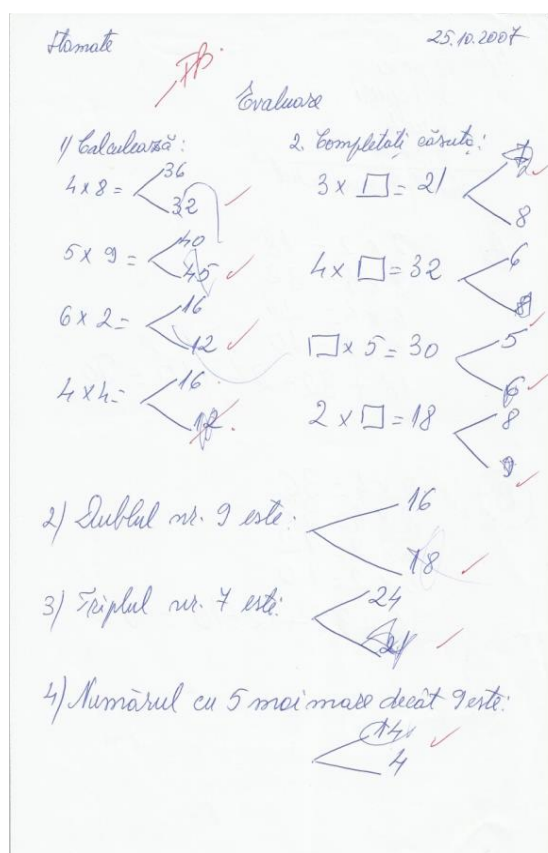 Stamate 25.10.2007
FB.
Evaluare
1) Calculează: 2. Completați căsuța:
4 x 8 = 36 3 x □ = 21 7
32 8
5 x 9 = 40 4 x □ = 32 6
45 8
6 x 2 = 16 □ x 5 = 30 5
12 6
4 x 4 = 16 2 x □ = 18 8
12 9
2) Dublul nr. 9 este: 16
18
3) Triplul nr. 7 este: 24
21
4) Numărul cu 5 mai mare decât 9 este:
14
4